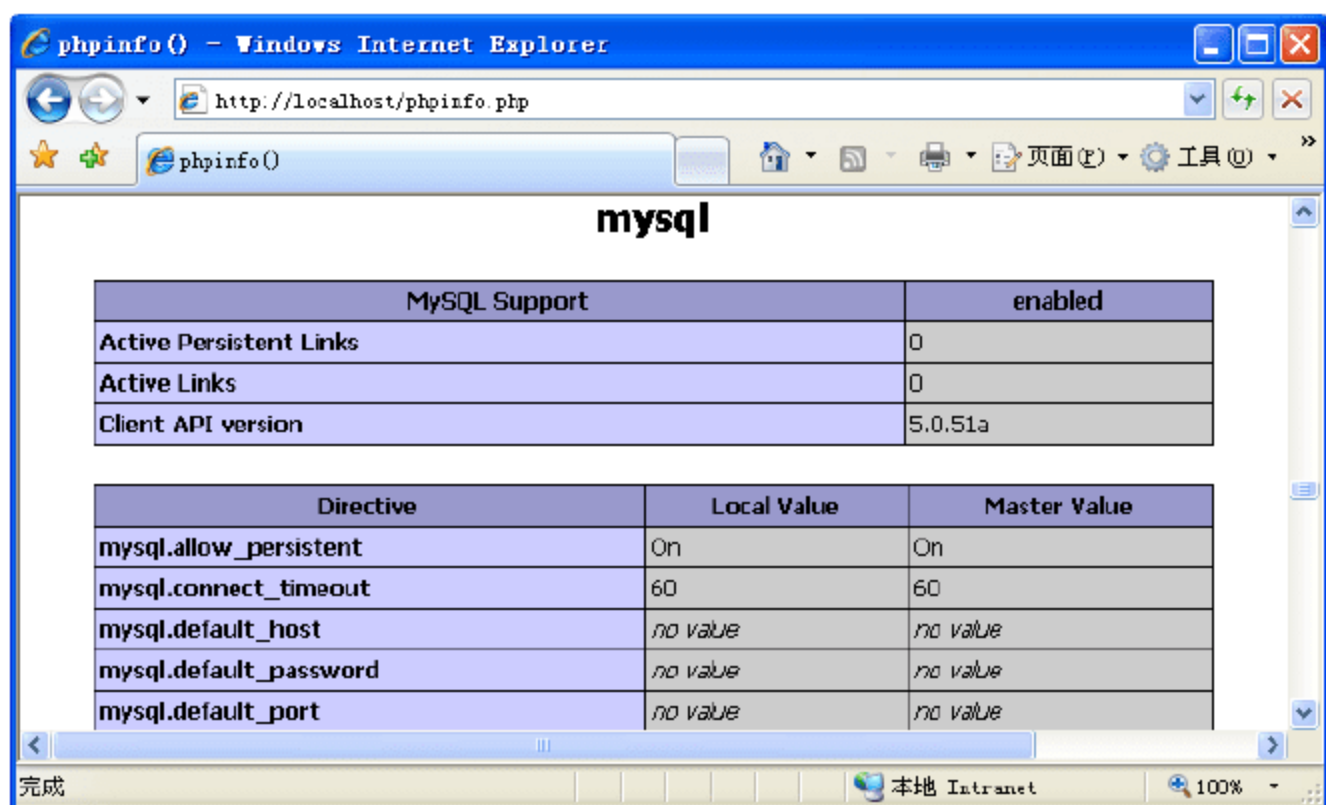 phpinfo() - Windows Internet Explorer
http://localhost/phpinfo.php
phpinfo()
页面(P)
工具(O)
mysql
MySQL Support enabled
Active Persistent Links 0
Active Links 0
Client API version 5.0.51a
Directive Local Value Master Value
mysql.allow_persistent On On
mysql.connect_timeout 60 60
mysql.default_host no value no value
mysql.default_password no value no value
mysql.default_port no value no value
完成
本地 Intranet
100%